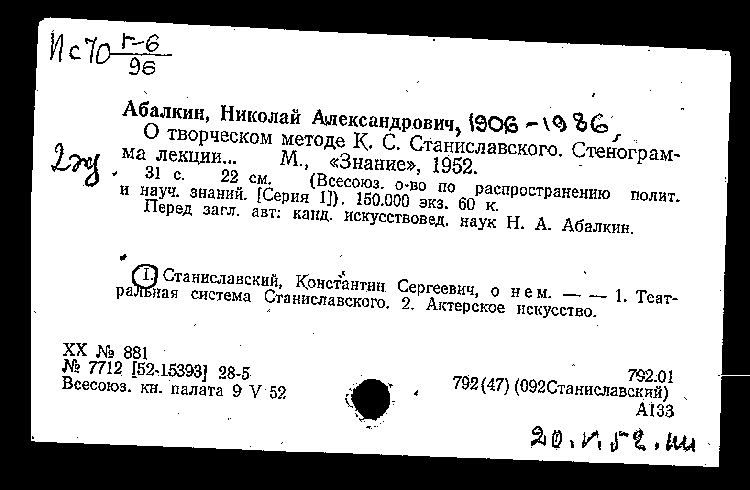 Пс70 Г-6
96
Абалкин, Николай Александрович, 1906-1986,
О творческом методе К. С. Станиславского. Стенограм-
ма лекции... М., «Знание», 1952.
2жд
31 с. 22 см. (Всесоюз. о-во по распространению полит.
и науч. знаний. [Серия 1]). 150.000 экз. 60 к.
Перед загл. авт: канд. искусствовед. наук Н. А. Абалкин.
I. Станиславский, Константин Сергеевич, о нем. — — 1. Теат-
ральная система Станиславского. 2. Актерское искусство.
XX № 881
№ 7712 [52-15393] 28-5
Всесоюз. кн. палата 9 V 52
792.01
792(47)(092Станиславский)
А133
20.V.52.